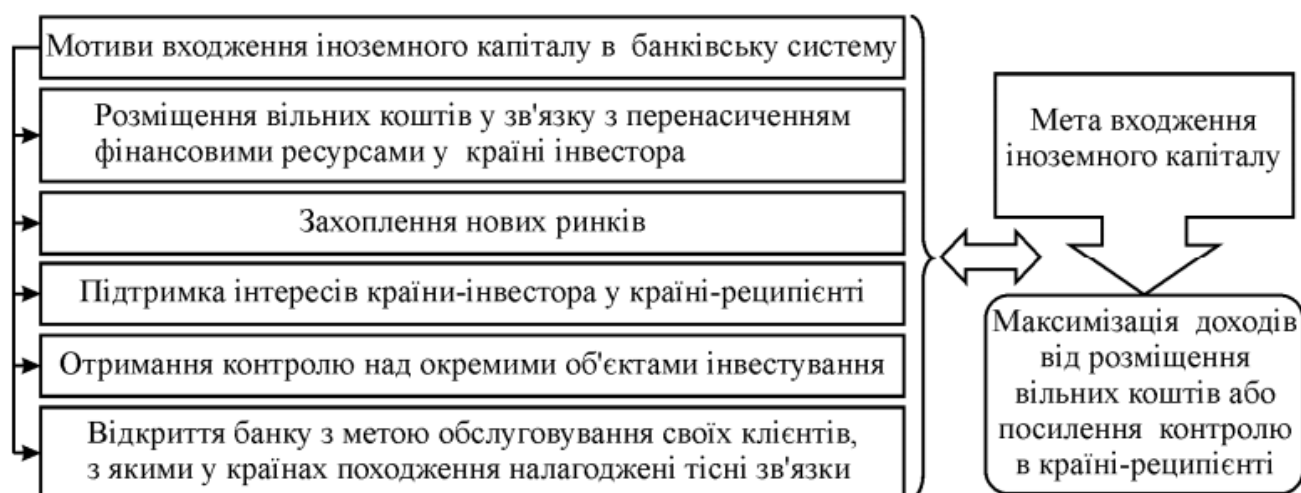 Мотиви входження іноземного капіталу в банківську систему
Розміщення вільних коштів у зв'язку з перенасиченням
фінансовими ресурсами у країні інвестора
Захоплення нових ринків
Підтримка інтересів країни-інвестора у країні-реципієнті
Отримання контролю над окремими об'єктами інвестування
Відкриття банку з метою обслуговування своїх клієнтів,
з якими у країнах походження налагоджені тісні зв'язки
Мета входження
іноземного капіталу
Максимізація доходів
від розміщення
вільних коштів або
посилення контролю
в країні-реципієнті